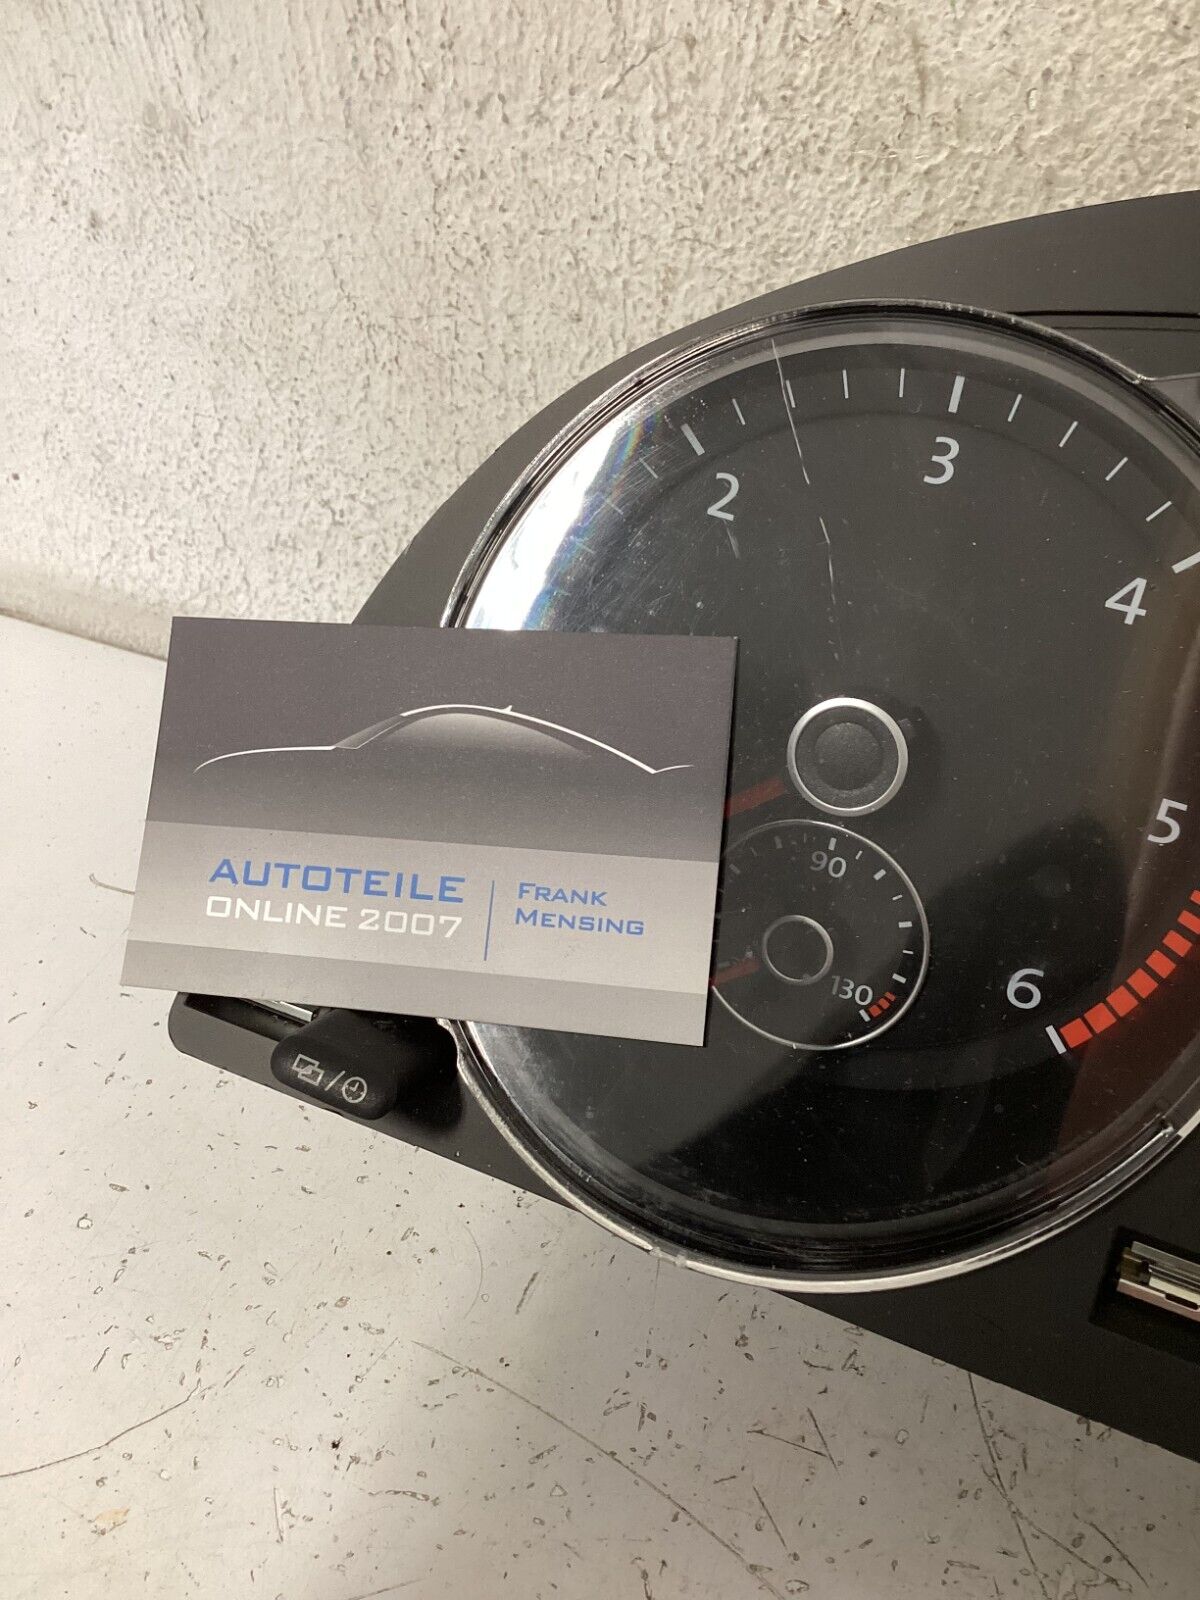 2
3
4
5
6
90
130
AUTOTEILE
ONLINE 2007
FRANK
MENSING
/